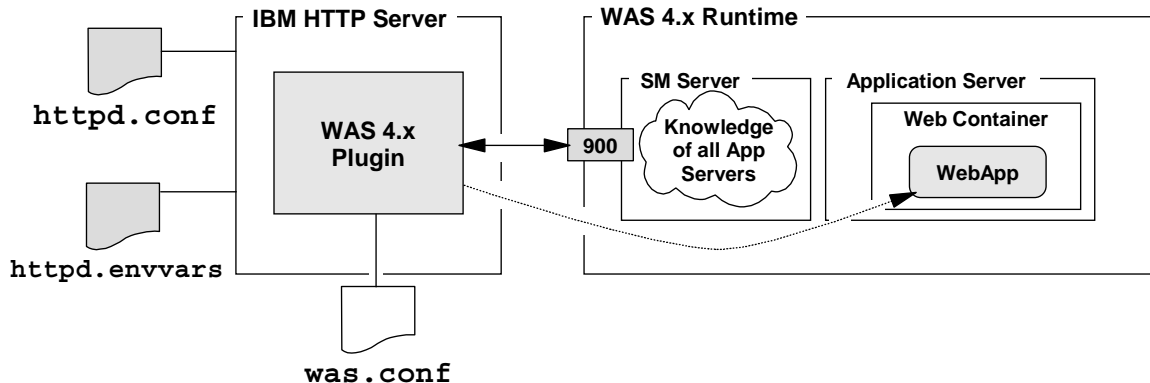 IBM HTTP Server
WAS 4.x Runtime
httpd.conf
WAS 4.x
Plugin
900
SM Server
Knowledge
of all App
Servers
Application Server
Web Container
WebApp
httpd.envvars
was.conf